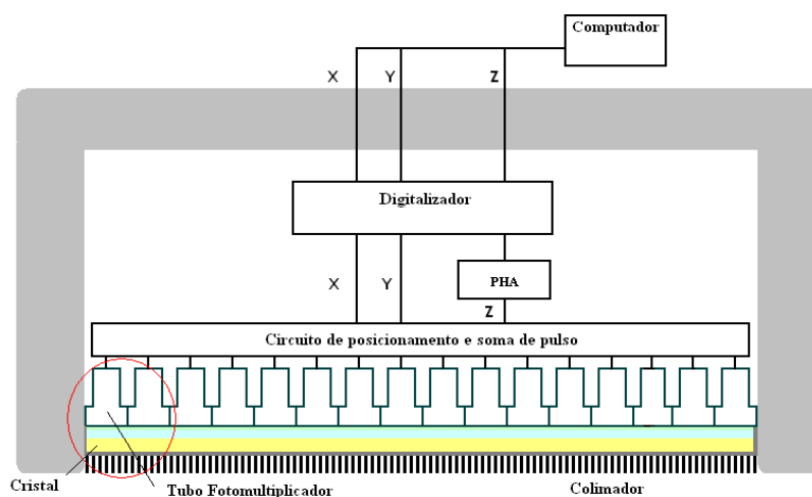 Computador
X Y Z
Digitalizador
X Y
PHA
Z
Circuito de posicionamento e soma de pulso
Cristal
Tubo Fotomultiplicador
Colimador